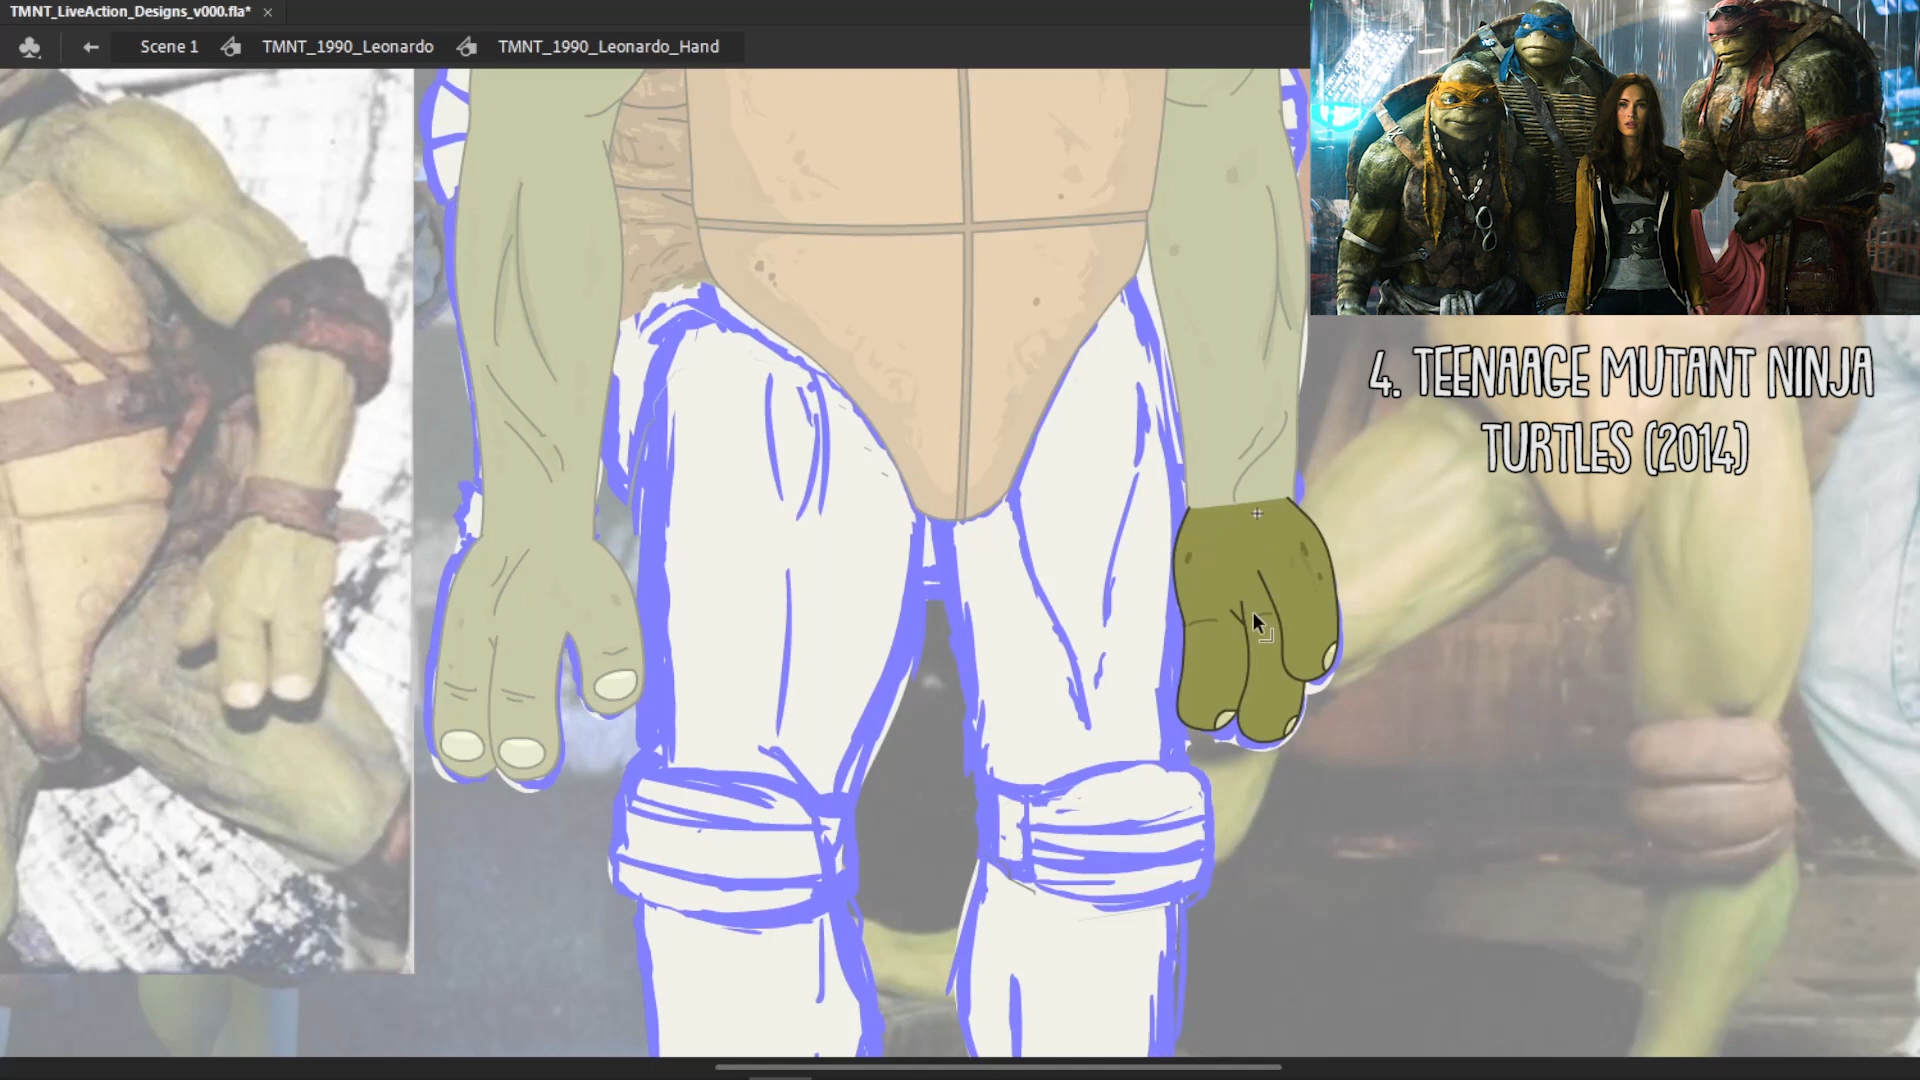 TMNT_LiveAction_Designs_v000.fla*
Scene 1 TMNT_1990_Leonardo TMNT_1990_Leonardo_Hand
4. TEENAAGE MUTANT NINJA
TURTLES (2014)